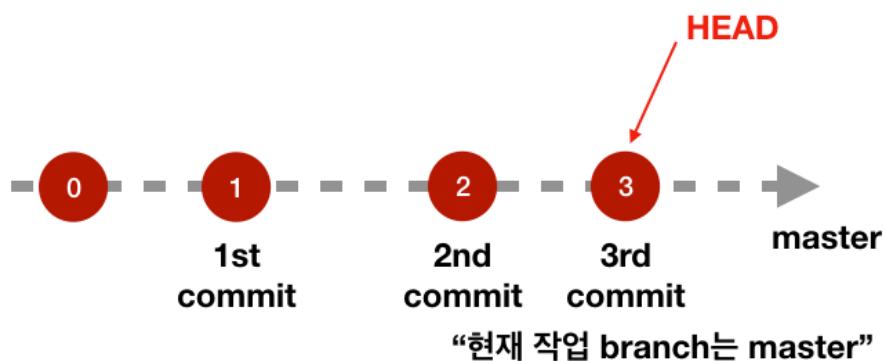 HEAD
0
1
2
3
1st
commit
2nd
commit
3rd
commit
master
“현재 작업 branch는 master”